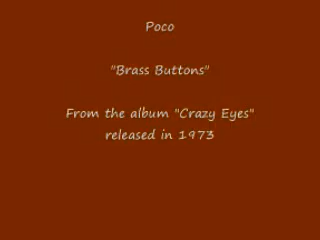 Poco
"Brass Buttons"
From the album "Crazy Eyes"
released in 1973